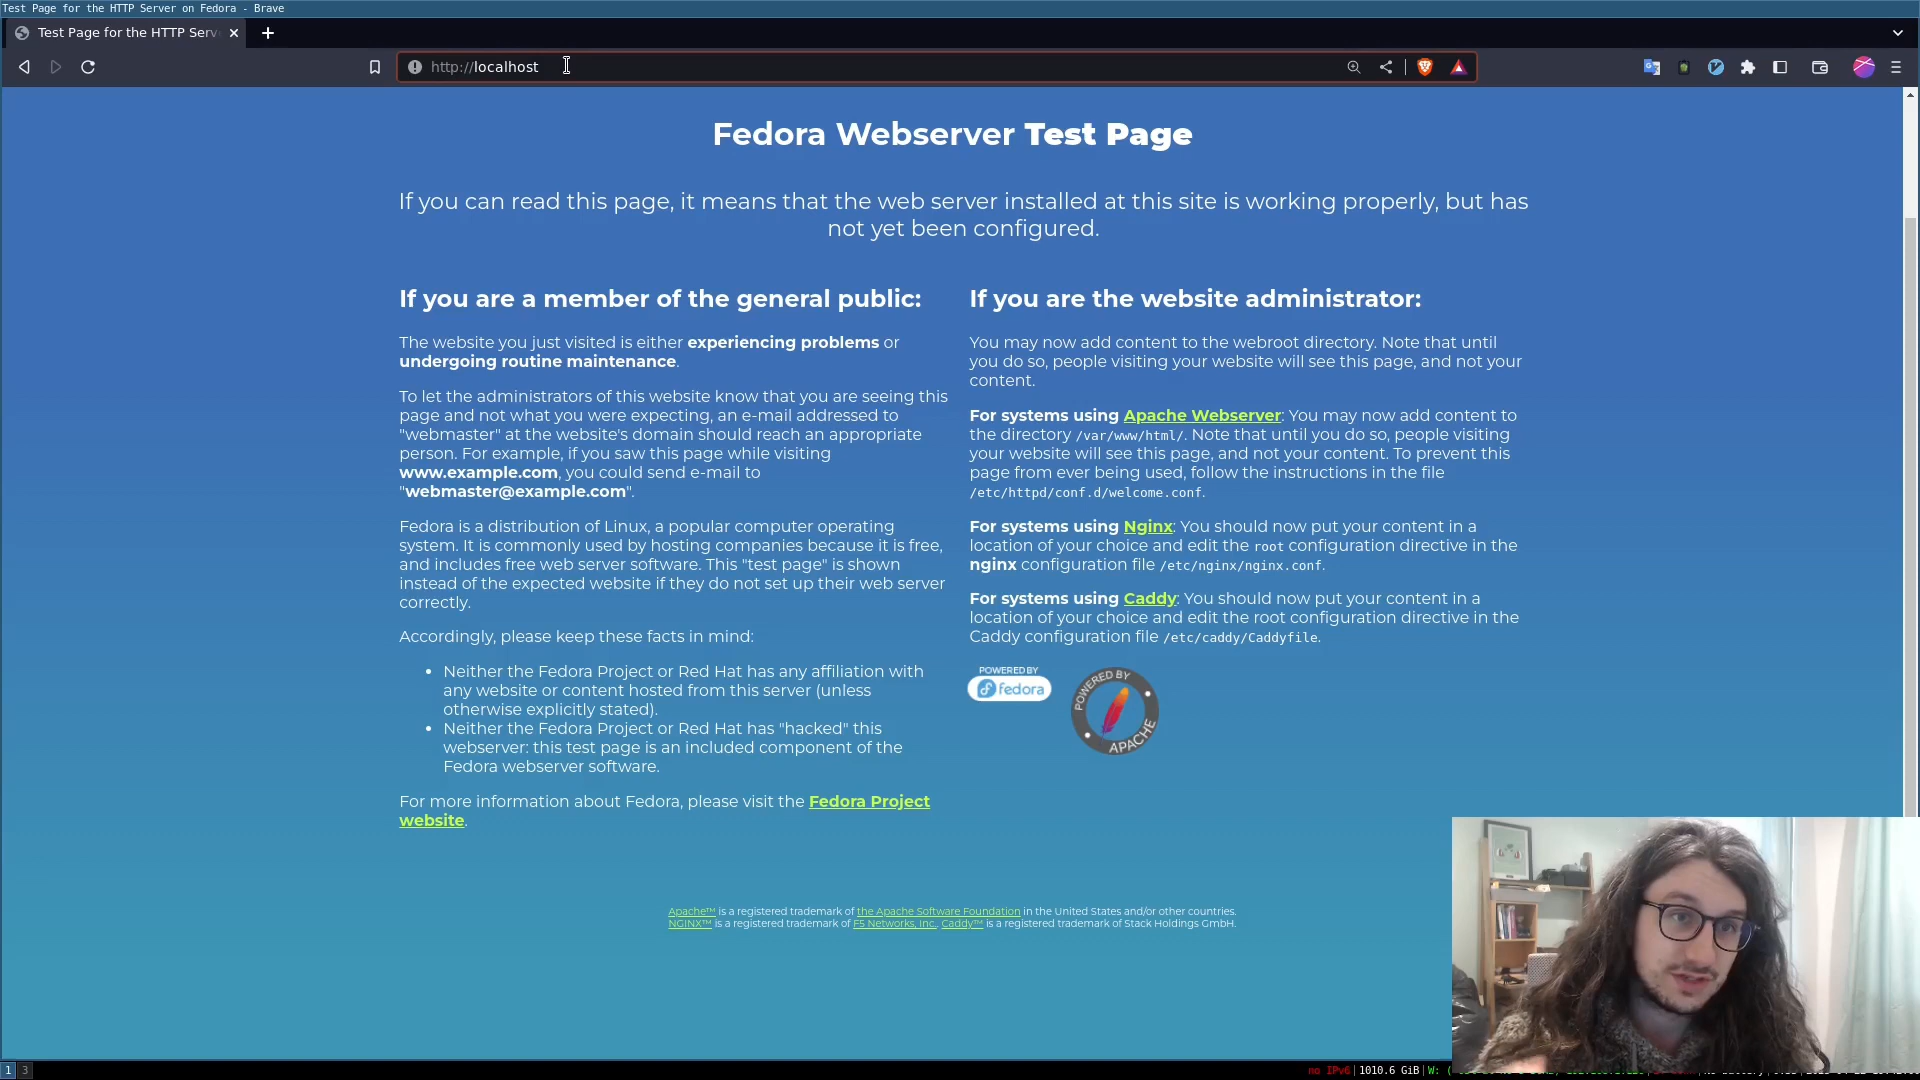 Test Page for the HTTP Server on Fedora - Brave
Test Page for the HTTP Serv
http://localhost
Fedora Webserver Test Page
If you can read this page, it means that the web server installed at this site is working properly, but has
not yet been configured.
If you are a member of the general public:
The website you just visited is either experiencing problems or
undergoing routine maintenance.
To let the administrators of this website know that you are seeing this
page and not what you were expecting, an e-mail addressed to
"webmaster" at the website's domain should reach an appropriate
person. For example, if you saw this page while visiting
www.example.com, you could send e-mail to
"webmaster@example.com".
Fedora is a distribution of Linux, a popular computer operating
system. It is commonly used by hosting companies because it is free,
and includes free web server software. This "test page" is shown
instead of the expected website if they do not set up their web server
correctly.
Accordingly, please keep these facts in mind:
• Neither the Fedora Project or Red Hat has any affiliation with
any website or content hosted from this server (unless
otherwise explicitly stated).
• Neither the Fedora Project or Red Hat has "hacked" this
webserver: this test page is an included component of the
Fedora webserver software.
For more information about Fedora, please visit the Fedora Project
website.
If you are the website administrator:
You may now add content to the webroot directory. Note that until
you do so, people visiting your website will see this page, and not your
content.
For systems using Apache Webserver: You may now add content to
the directory /var/www/html/. Note that until you do so, people visiting
your website will see this page, and not your content. To prevent this
page from ever being used, follow the instructions in the file
/etc/httpd/conf.d/welcome.conf.
For systems using Nginx: You should now put your content in a
location of your choice and edit the root configuration directive in the
nginx configuration file /etc/nginx/nginx.conf.
For systems using Caddy: You should now put your content in a
location of your choice and edit the root configuration directive in the
Caddy configuration file /etc/caddy/Caddyfile.
POWERED BY
fedora
POWERED BY
APACHE
Apache™ is a registered trademark of the Apache Software Foundation in the United States and/or other countries.
NGINX™ is a registered trademark of F5 Networks, Inc.. Caddy™ is a registered trademark of Stack Holdings GmbH.
1 3
no IPv6|1010.6 GiB|W: (